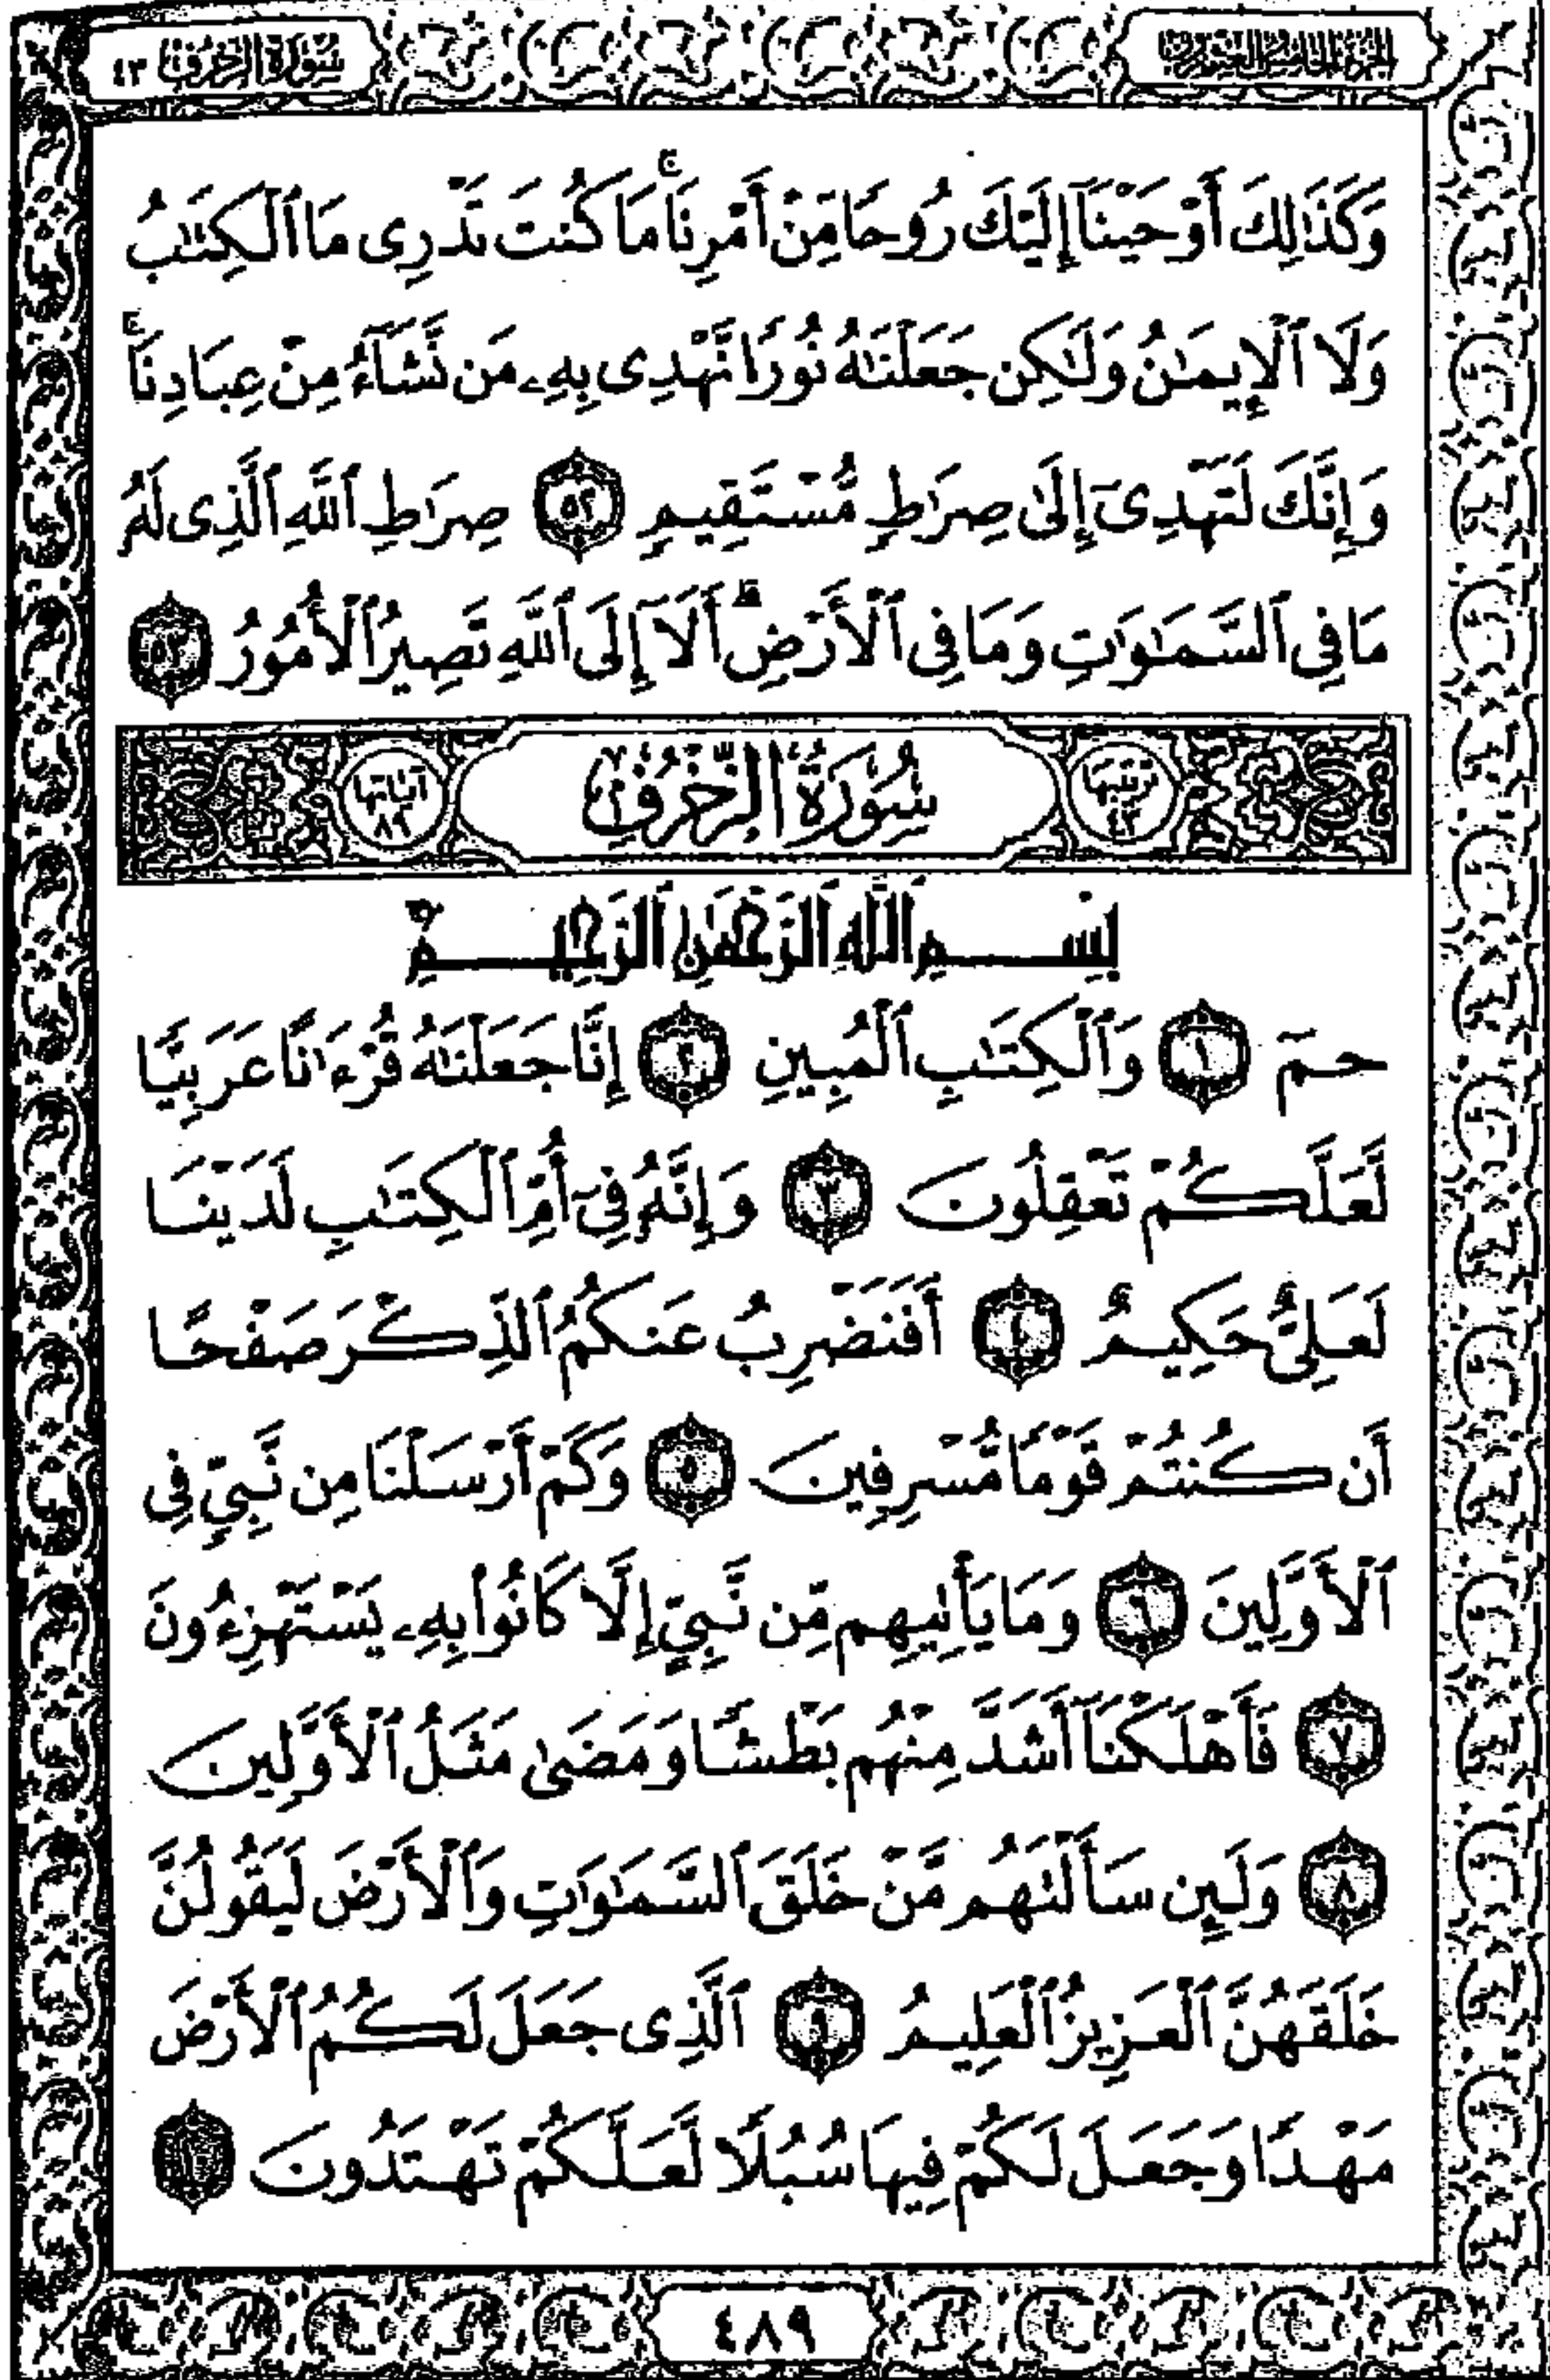 الجزء الخامس والعشرون
سُورَةُ الزُّخْرُفِ ٤٣
وَكَذَٰلِكَ أَوْحَيْنَآ إِلَيْكَ رُوحًا مِّنْ أَمْرِنَا ۚ مَا كُنتَ تَدْرِى مَا ٱلْكِتَٰبُ
وَلَا ٱلْإِيمَٰنُ وَلَٰكِن جَعَلْنَٰهُ نُورًا نَّهْدِى بِهِۦ مَن نَّشَآءُ مِنْ عِبَادِنَا ۚ
وَإِنَّكَ لَتَهْدِىٓ إِلَىٰ صِرَٰطٍ مُّسْتَقِيمٍ ٥٢ صِرَٰطِ ٱللَّهِ ٱلَّذِى لَهُۥ
مَا فِى ٱلسَّمَٰوَٰتِ وَمَا فِى ٱلْأَرْضِ ۗ أَلَآ إِلَى ٱللَّهِ تَصِيرُ ٱلْأُمُورُ ٥٣
ترتيبها ٤٣ سُورَةُ الزُّخْرُفِ آياتها ٨٩
بِسْمِ ٱللَّهِ ٱلرَّحْمَٰنِ ٱلرَّحِيمِ
حمٓ ١ وَٱلْكِتَٰبِ ٱلْمُبِينِ ٢ إِنَّا جَعَلْنَٰهُ قُرْءَٰنًا عَرَبِيًّا
لَّعَلَّكُمْ تَعْقِلُونَ ٣ وَإِنَّهُۥ فِىٓ أُمِّ ٱلْكِتَٰبِ لَدَيْنَا
لَعَلِىٌّ حَكِيمٌ ٤ أَفَنَضْرِبُ عَنكُمُ ٱلذِّكْرَ صَفْحًا
أَن كُنتُمْ قَوْمًا مُّسْرِفِينَ ٥ وَكَمْ أَرْسَلْنَا مِن نَّبِىٍّ فِى
ٱلْأَوَّلِينَ ٦ وَمَا يَأْتِيهِم مِّن نَّبِىٍّ إِلَّا كَانُوا۟ بِهِۦ يَسْتَهْزِءُونَ
٧ فَأَهْلَكْنَآ أَشَدَّ مِنْهُم بَطْشًا وَمَضَىٰ مَثَلُ ٱلْأَوَّلِينَ
٨ وَلَئِن سَأَلْتَهُم مَّنْ خَلَقَ ٱلسَّمَٰوَٰتِ وَٱلْأَرْضَ لَيَقُولُنَّ
خَلَقَهُنَّ ٱلْعَزِيزُ ٱلْعَلِيمُ ٩ ٱلَّذِى جَعَلَ لَكُمُ ٱلْأَرْضَ
مَهْدًا وَجَعَلَ لَكُمْ فِيهَا سُبُلًا لَّعَلَّكُمْ تَهْتَدُونَ ١٠
٤٨٩